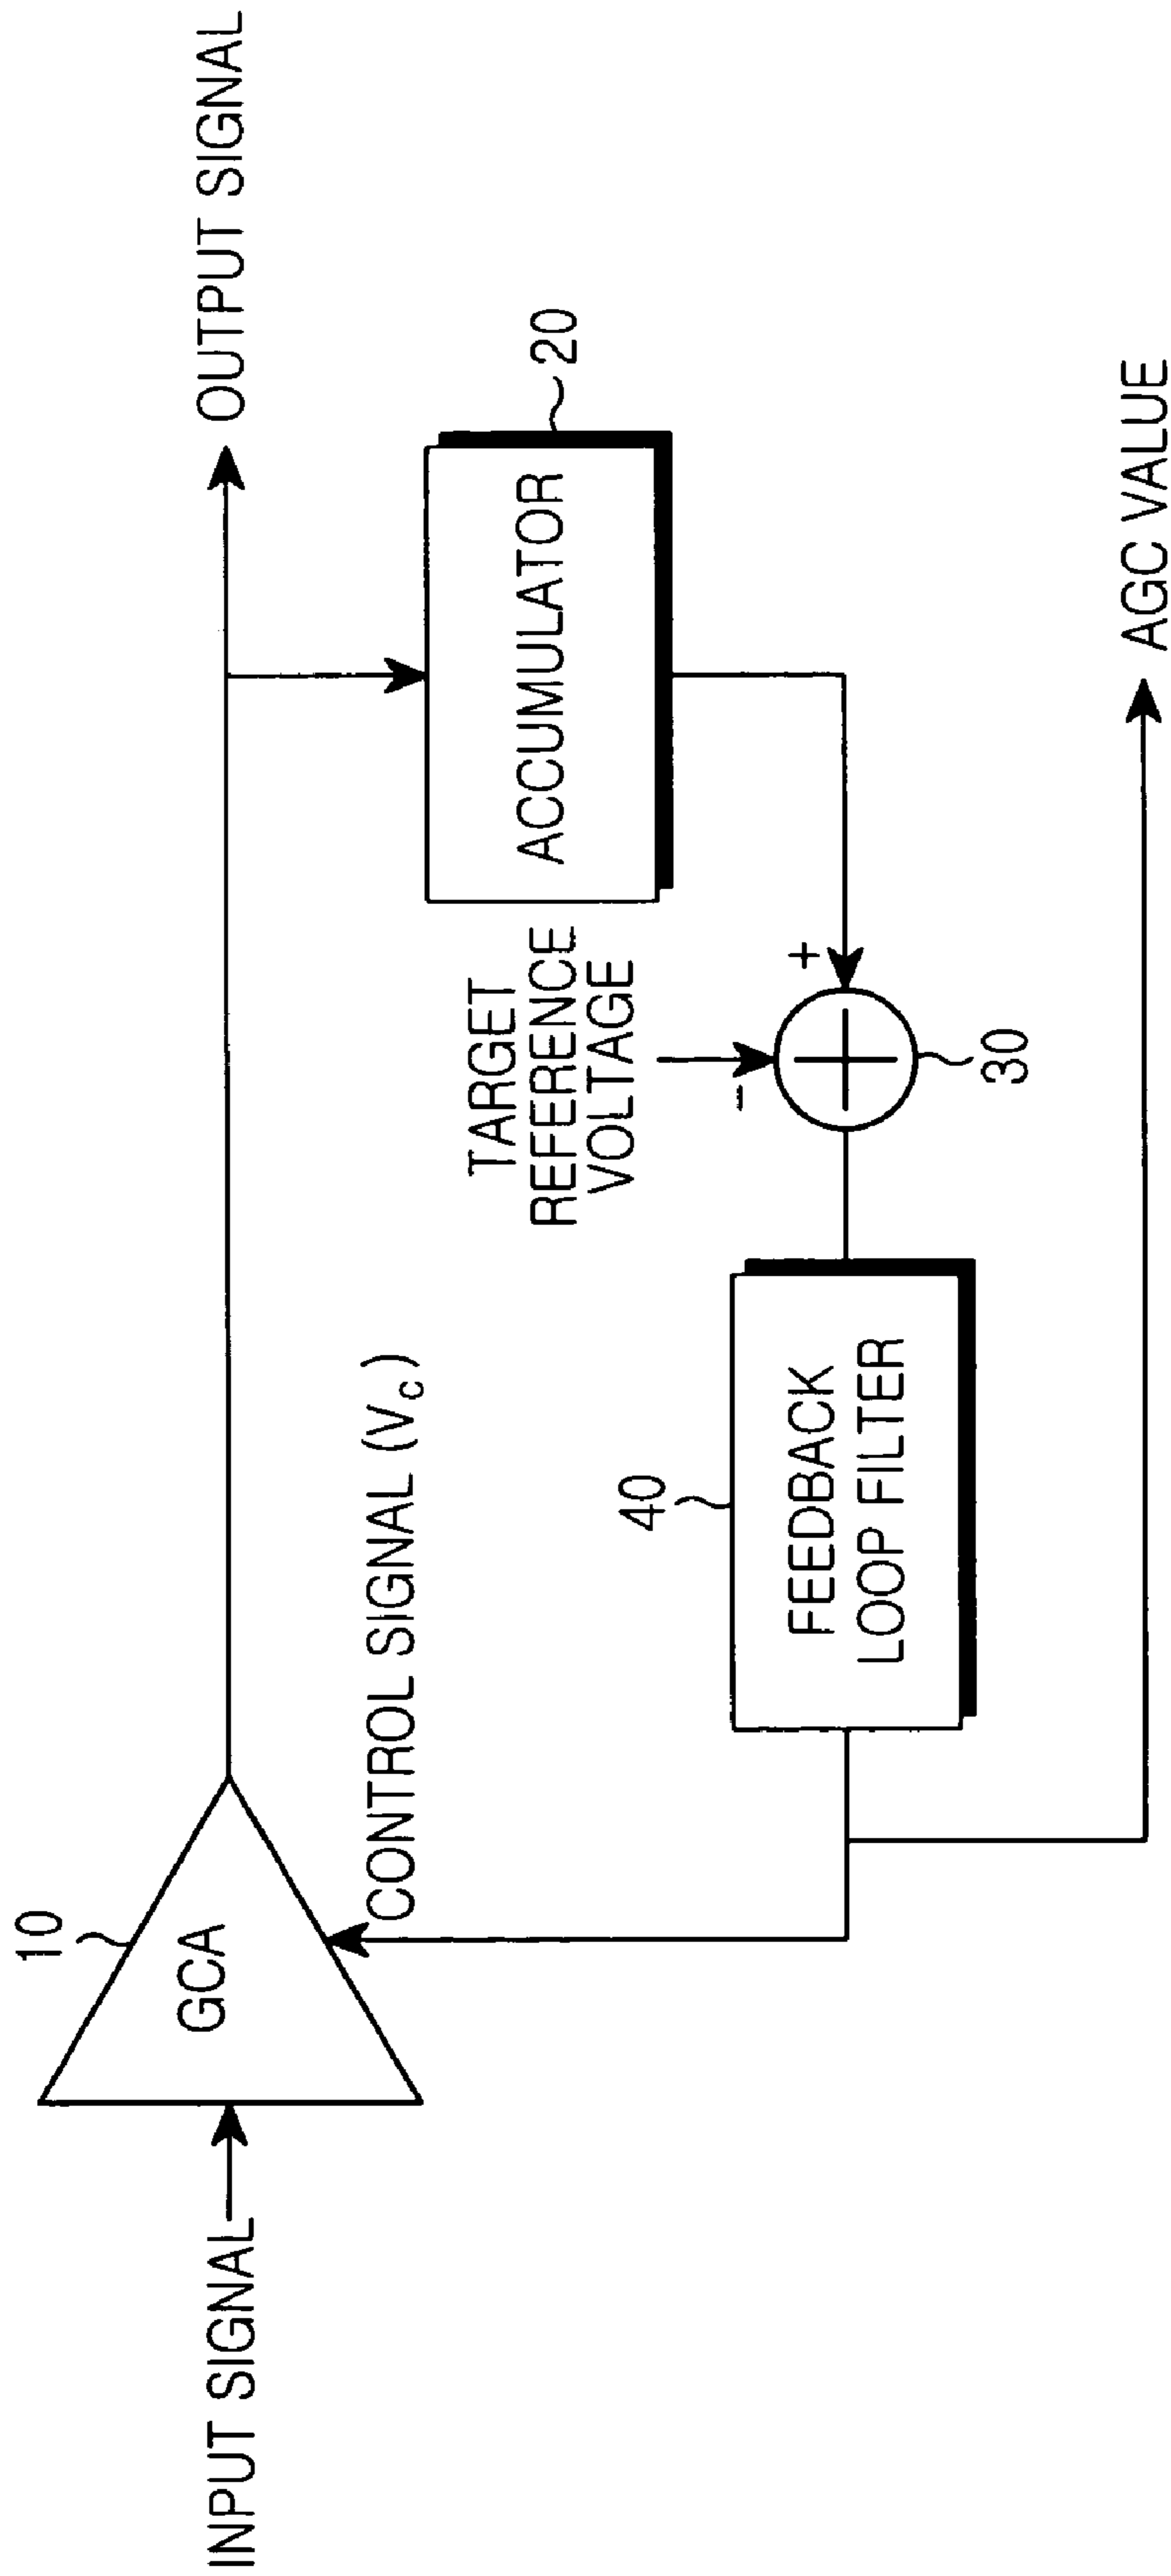 INPUT SIGNAL
10
GCA
OUTPUT SIGNAL
CONTROL SIGNAL (Vc)
ACCUMULATOR
20
TARGET
REFERENCE
VOLTAGE
+
-
30
40
FEEDBACK
LOOP FILTER
AGC VALUE